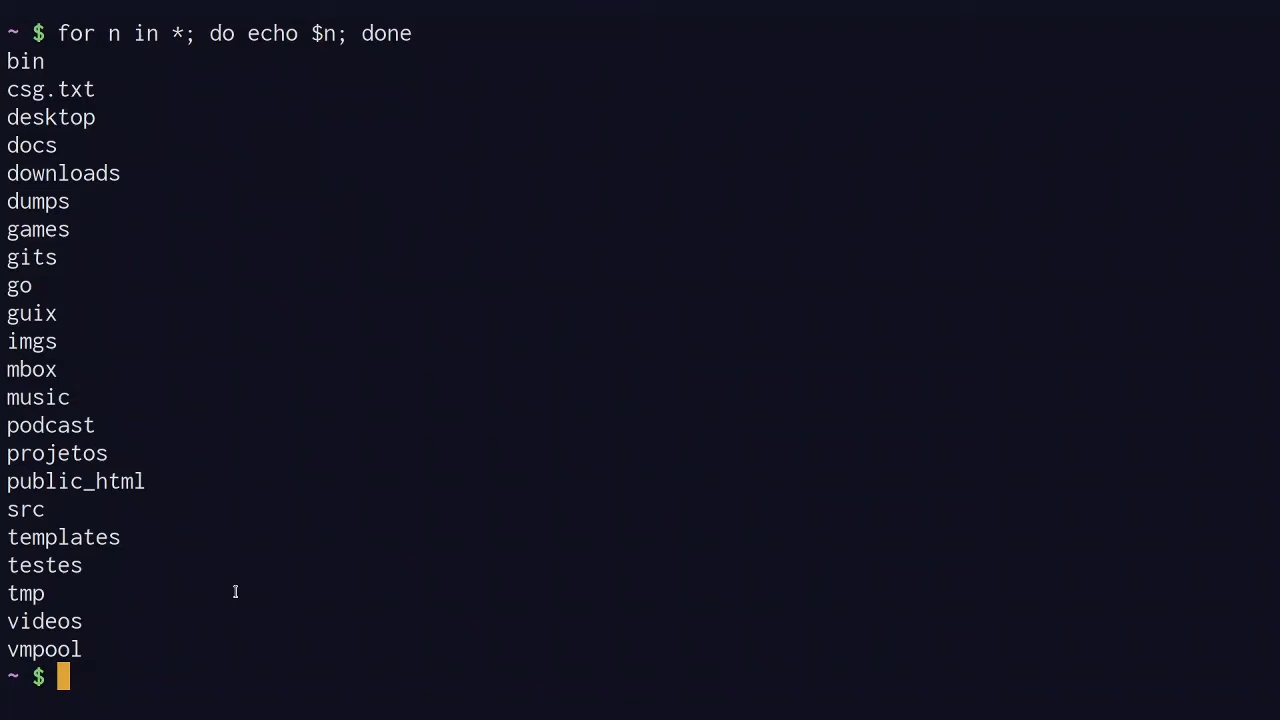 ~ $ for n in *; do echo $n; done
bin
csg.txt
desktop
docs
downloads
dumps
games
gits
go
guix
imgs
mbox
music
podcast
projetos
public_html
src
templates
testes
tmp
videos
vmpool
~ $